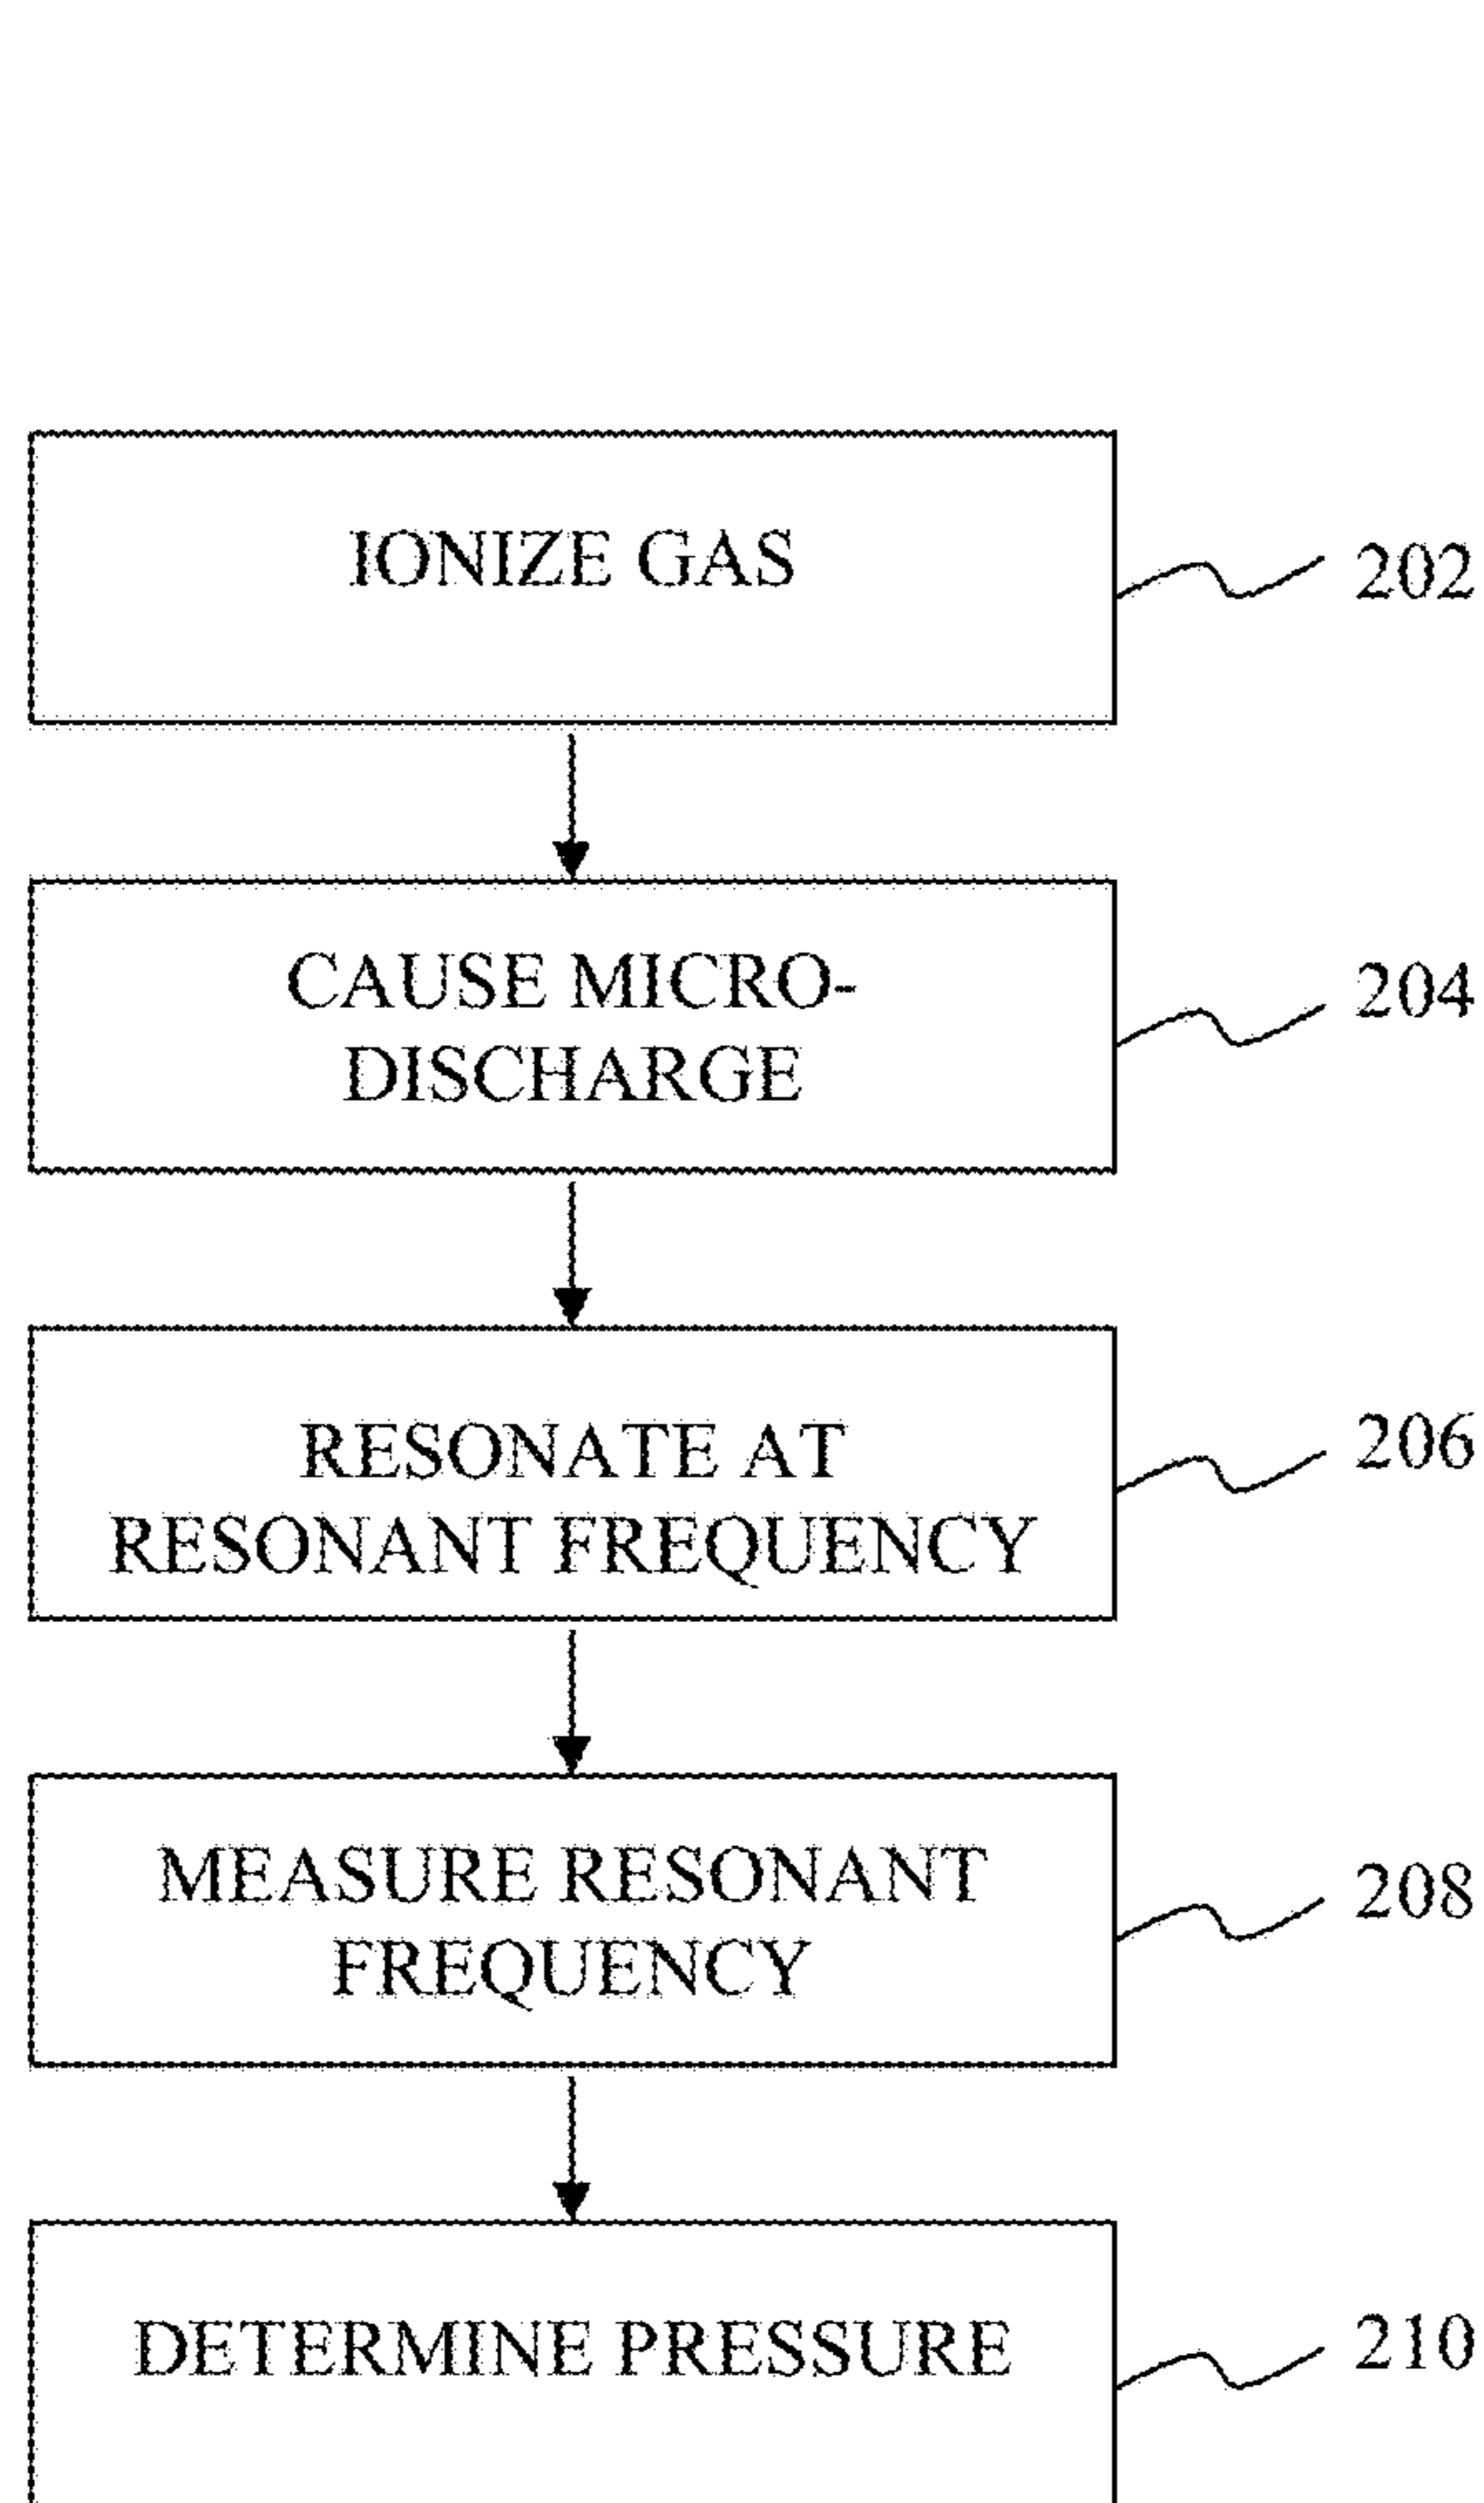 IONIZE GAS
202
CAUSE MICRO-
DISCHARGE
204
RESONATE AT
RESONANT FREQUENCY
206
MEASURE RESONANT
FREQUENCY
208
DETERMINE PRESSURE
210